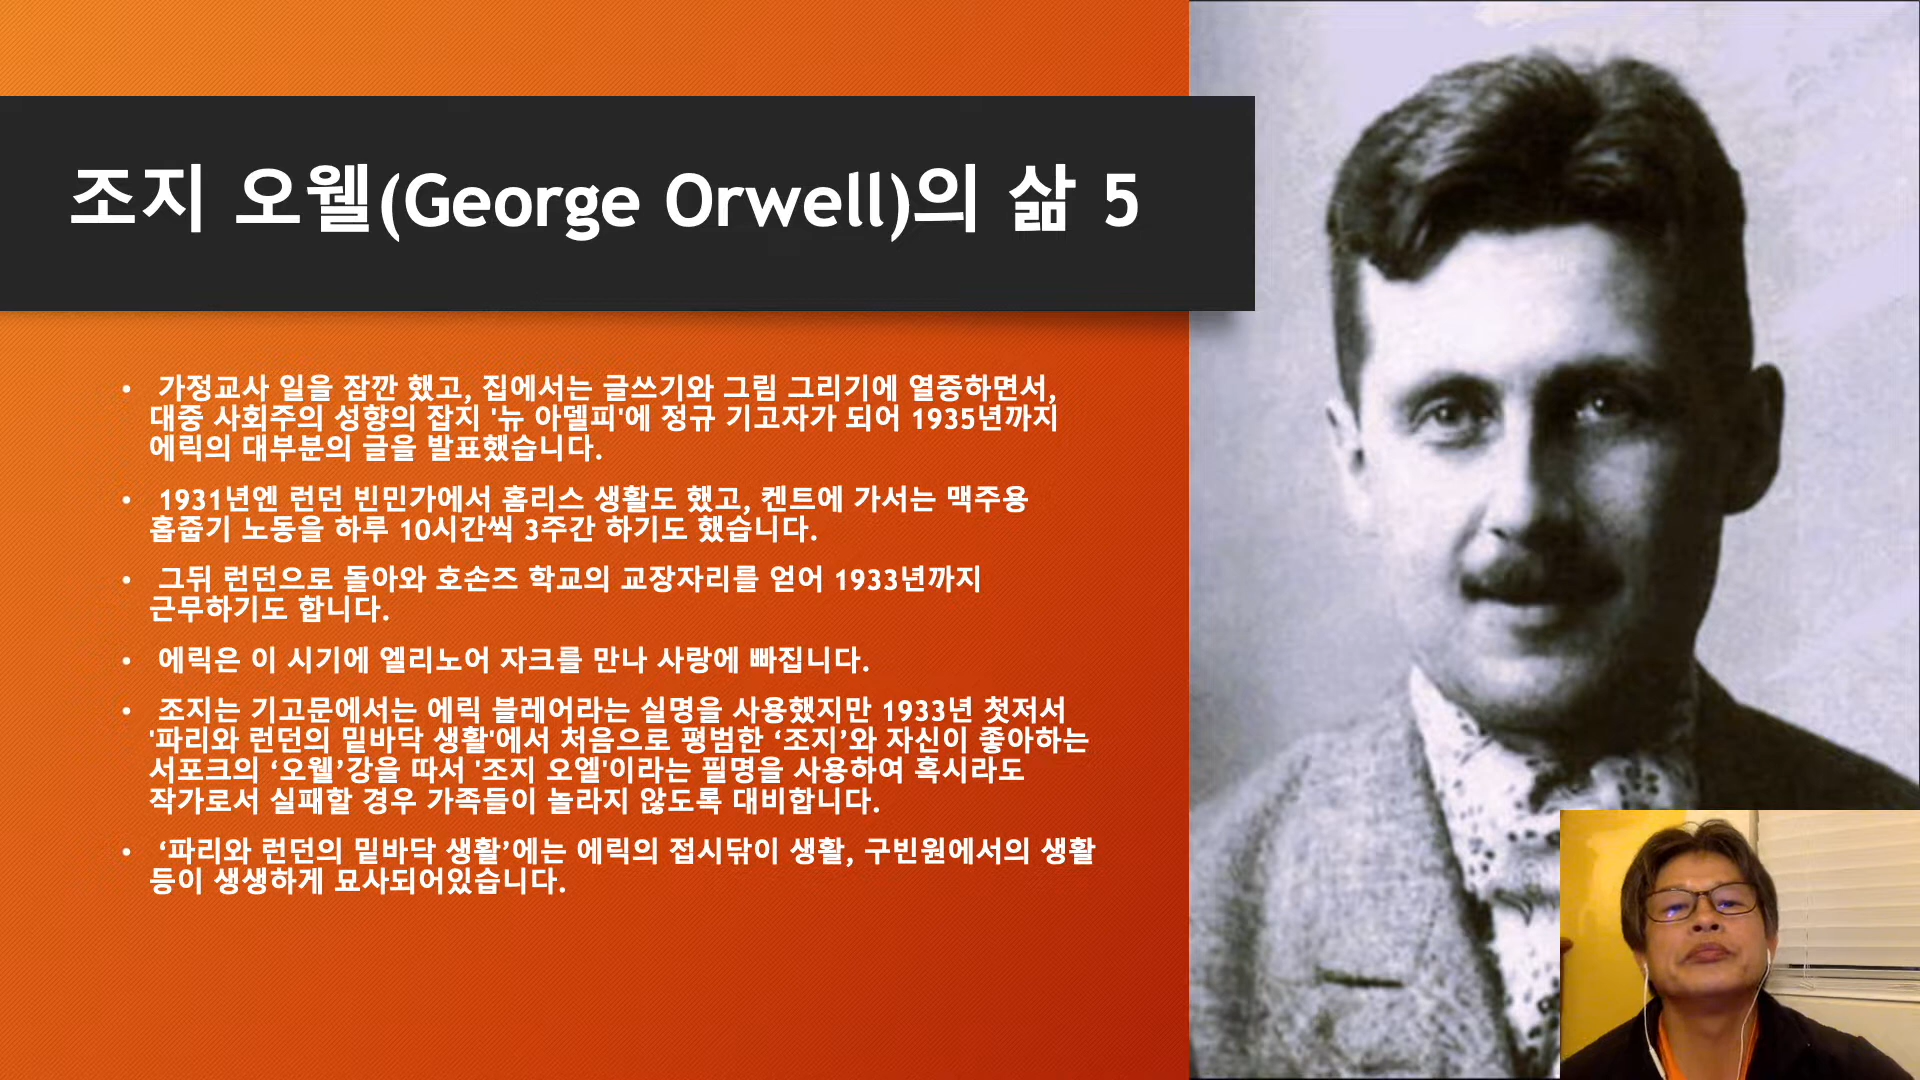 조지 오웰(George Orwell)의 삶 5
• 가정교사 일을 잠깐 했고, 집에서는 글쓰기와 그림 그리기에 열중하면서,
대중 사회주의 성향의 잡지 '뉴 아델피'에 정규 기고자가 되어 1935년까지
에릭의 대부분의 글을 발표했습니다.
• 1931년엔 런던 빈민가에서 홈리스 생활도 했고, 켄트에 가서는 맥주용
홉줍기 노동을 하루 10시간씩 3주간 하기도 했습니다.
• 그뒤 런던으로 돌아와 호손즈 학교의 교장자리를 얻어 1933년까지
근무하기도 합니다.
• 에릭은 이 시기에 엘리노어 자크를 만나 사랑에 빠집니다.
• 조지는 기고문에서는 에릭 블레어라는 실명을 사용했지만 1933년 첫저서
'파리와 런던의 밑바닥 생활'에서 처음으로 평범한 ‘조지’와 자신이 좋아하는
서포크의 ‘오웰’강을 따서 '조지 오엘'이라는 필명을 사용하여 혹시라도
작가로서 실패할 경우 가족들이 놀라지 않도록 대비합니다.
• ‘파리와 런던의 밑바닥 생활’에는 에릭의 접시닦이 생활, 구빈원에서의 생활
등이 생생하게 묘사되어있습니다.